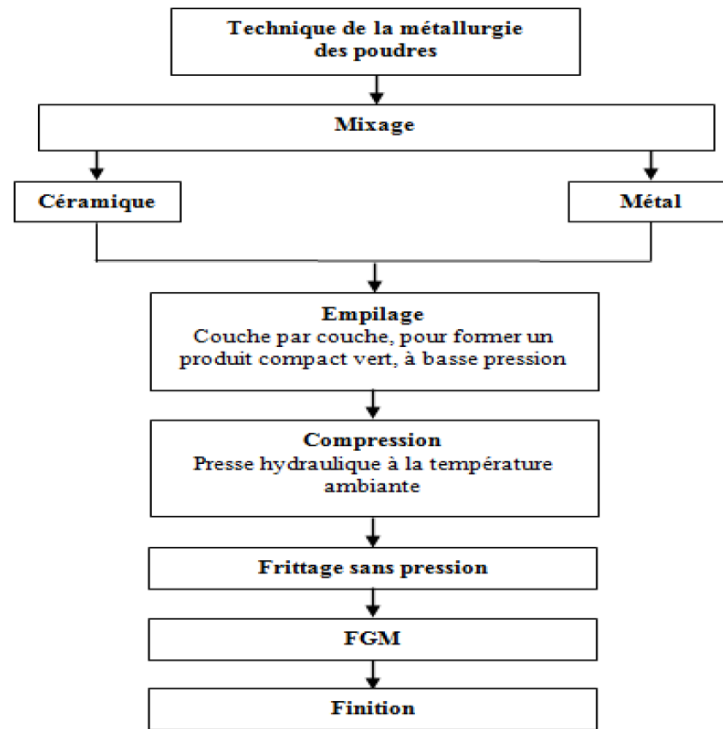 Technique de la métallurgie
des poudres
Mixage
Céramique
Métal
Empilage
Couche par couche, pour former un
produit compact vert, à basse pression
Compression
Presse hydraulique à la température
ambiante
Frittage sans pression
FGM
Finition